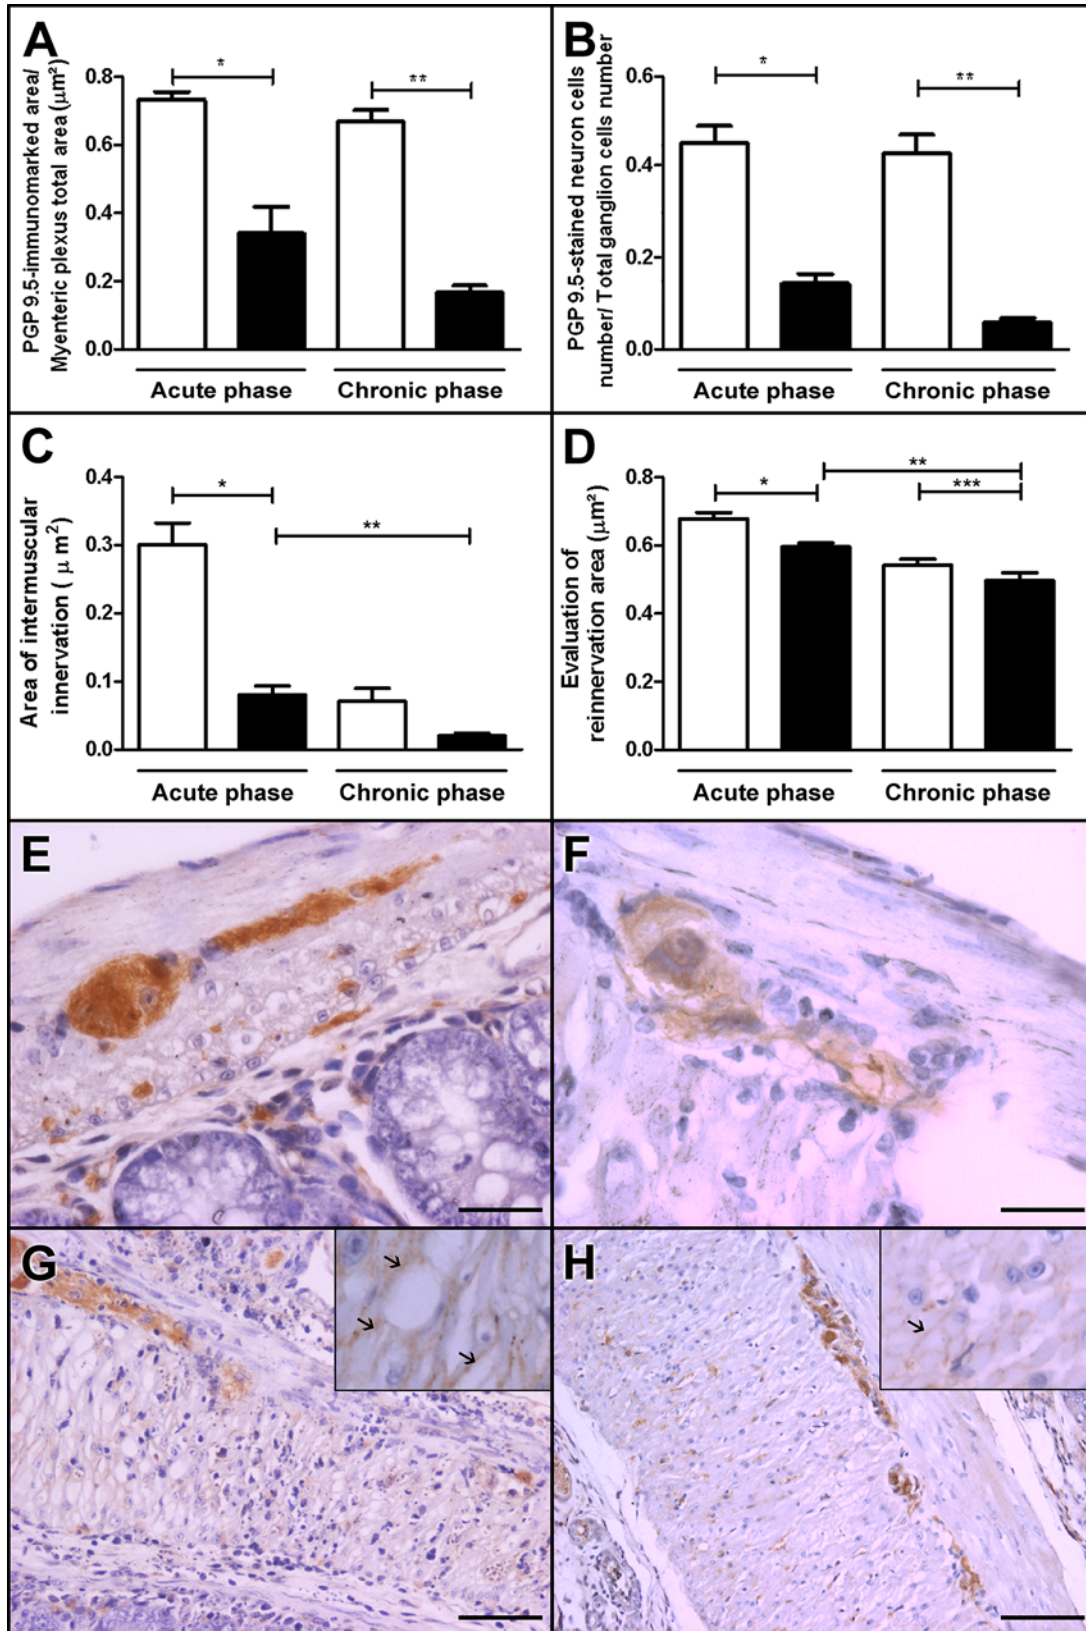 A
PGP 9.5-immunomarked area/
Myenteric plexus total area (μm²)
0.8
0.6
0.4
0.2
0.0
*
**
Acute phase
Chronic phase
B
PGP 9.5-stained neuron cells
number/ Total ganglion cells number
0.6
0.4
0.2
0.0
*
**
Acute phase
Chronic phase
C
Area of intermuscular
innervation ( μ m²)
0.4
0.3
0.2
0.1
0.0
*
**
Acute phase
Chronic phase
D
Evaluation of
reinnervation area (μm²)
0.8
0.6
0.4
0.2
0.0
*
**
***
Acute phase
Chronic phase
E
F
G
H